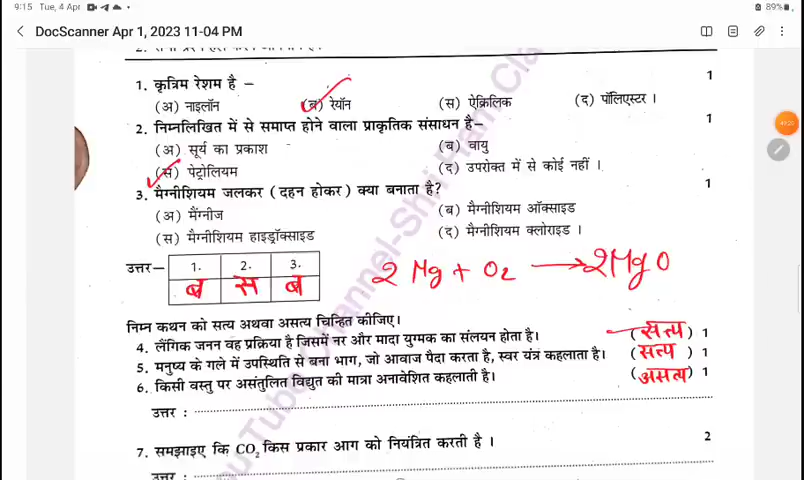 9:15 Tue, 4 Apr
89%
DocScanner Apr 1, 2023 11-04 PM
1. कृत्रिम रेशम है – 1
(अ) नाइलॉन (ब) रेयॉन (स) ऐक्रिलिक (द) पॉलिएस्टर ।
2. निम्नलिखित में से समाप्त होने वाला प्राकृतिक संसाधन है– 1
(अ) सूर्य का प्रकाश (ब) वायु
(स) पेट्रोलियम (द) उपरोक्त में से कोई नहीं ।
3. मैग्नीशियम जलकर ( दहन होकर ) क्या बनाता है? 1
(अ) मैंग्नीज (ब) मैग्नीशियम ऑक्साइड
(स) मैग्नीशियम हाइड्रॉक्साइड (द) मैग्नीशियम क्लोराइड ।
उत्तर– 1. 2. 3.
ब स ब
2 Mg + O2 → 2MgO
निम्न कथन को सत्य अथवा असत्य चिन्हित कीजिए।
4. लैंगिक जनन वह प्रक्रिया है जिसमें नर और मादा युग्मक का संलयन होता है। (सत्य) 1
5. मनुष्य के गले में उपस्थिति से बना भाग, जो आवाज पैदा करता है, स्वर यंत्र कहलाता है। (सत्य) 1
6. किसी वस्तु पर असंतुलित विद्युत की मात्रा अनावेशित कहलाती है। (असत्य) 1
उत्तर :
7. समझाइए कि CO2 किस प्रकार आग को नियंत्रित करती है । 2
उत्तर :